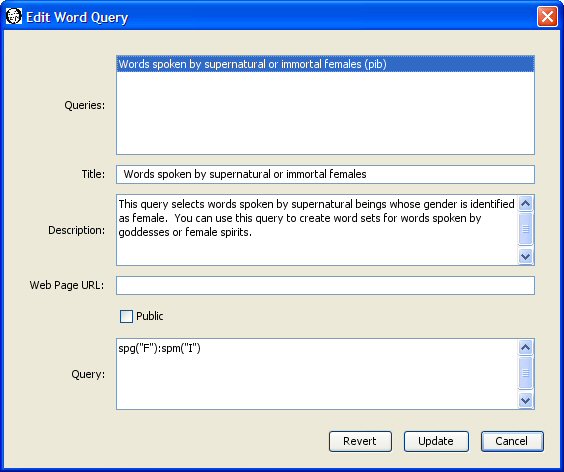 Edit Word Query
Queries:
Words spoken by supernatural or immortal females (pib)
Title:
Words spoken by supernatural or immortal females
Description:
This query selects words spoken by supernatural beings whose gender is identified
as female.  You can use this query to create word sets for words spoken by
goddesses or female spirits.
Web Page URL:
Public
Query:
spg("F");spm("I")
Revert
Update
Cancel